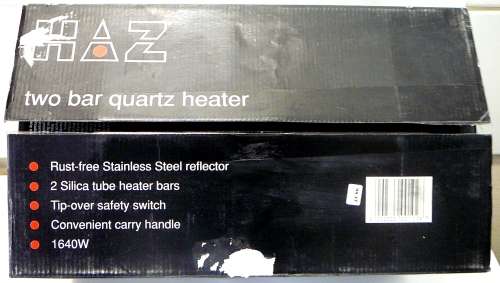 HAZ
two bar quartz heater
Rust-free Stainless Steel reflector
2 Silica tube heater bars
Tip-over safety switch
Convenient carry handle
1640W